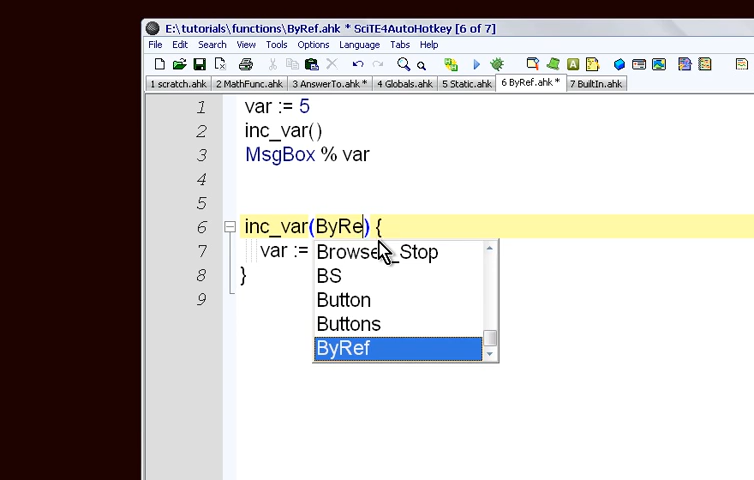 E:\tutorials\functions\ByRef.ahk * SciTE4AutoHotkey [6 of 7]
File Edit Search View Tools Options Language Tabs Help
1 scratch.ahk 2 MathFunc.ahk 3 AnswerTo.ahk * 4 Globals.ahk 5 Static.ahk 6 ByRef.ahk * 7 BuiltIn.ahk
1 var := 5
2 inc_var()
3 MsgBox % var
4
5
6 inc_var(ByRe) {
7 var :=
8 }
9
Browser_Stop
BS
Button
Buttons
ByRef